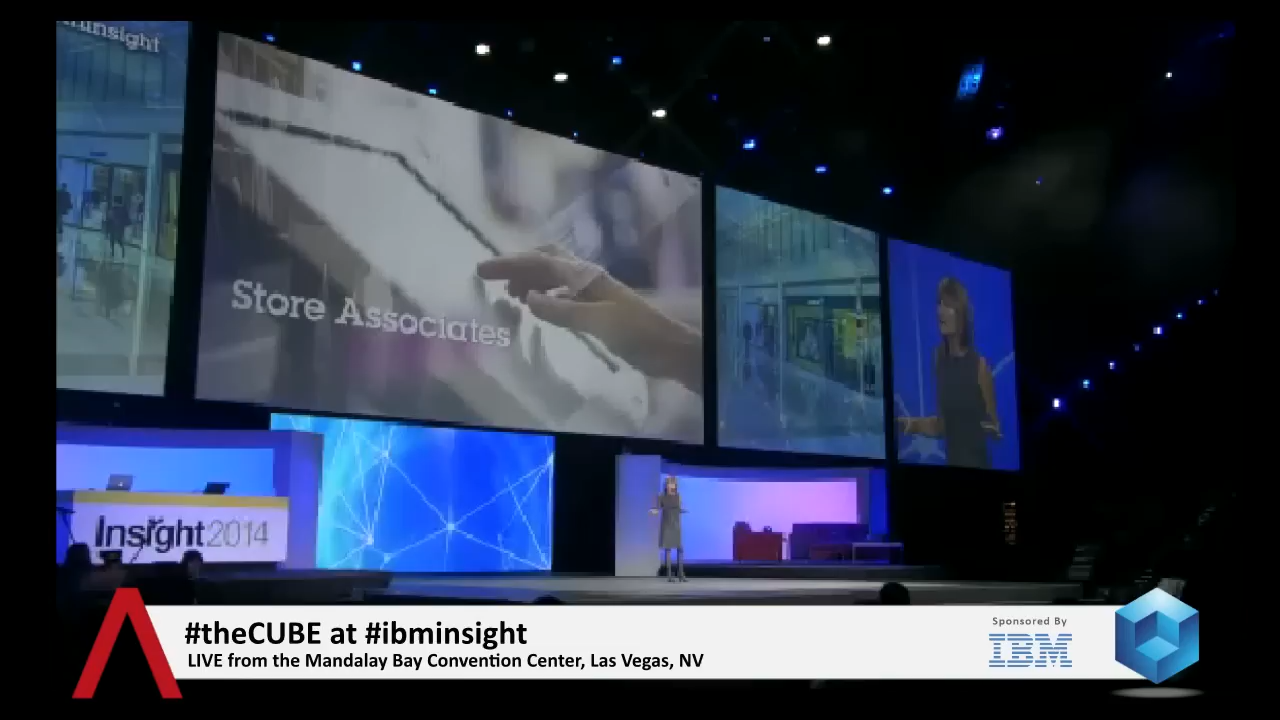 Store Associates
Insight2014
#theCUBE at #ibminsight
LIVE from the Mandalay Bay Convention Center, Las Vegas, NV
Sponsored By
IBM